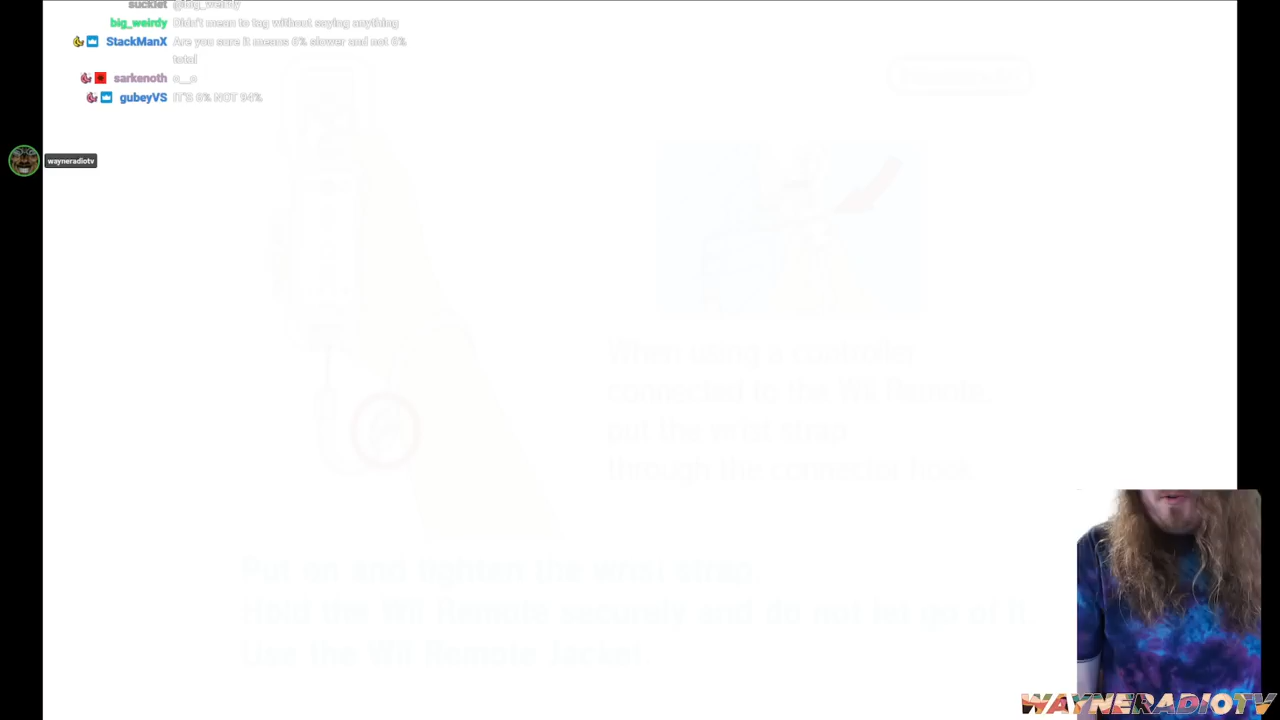 sucklet @big_weirdy
big_weirdy Didn't mean to tag without saying anything
StackManX Are you sure it means 6% slower and not 6%
total
sarkenoth o__o
gubeyVS IT'S 6% NOT 94%
wayneradiotv
When using a controller
connected to the Wii Remote,
put the wrist strap
through the connector hook.
Put on and tighten the wrist strap.
Hold the Wii Remote securely and do not let go of it.
Use the Wii Remote Jacket.
WAYNERADIOTV